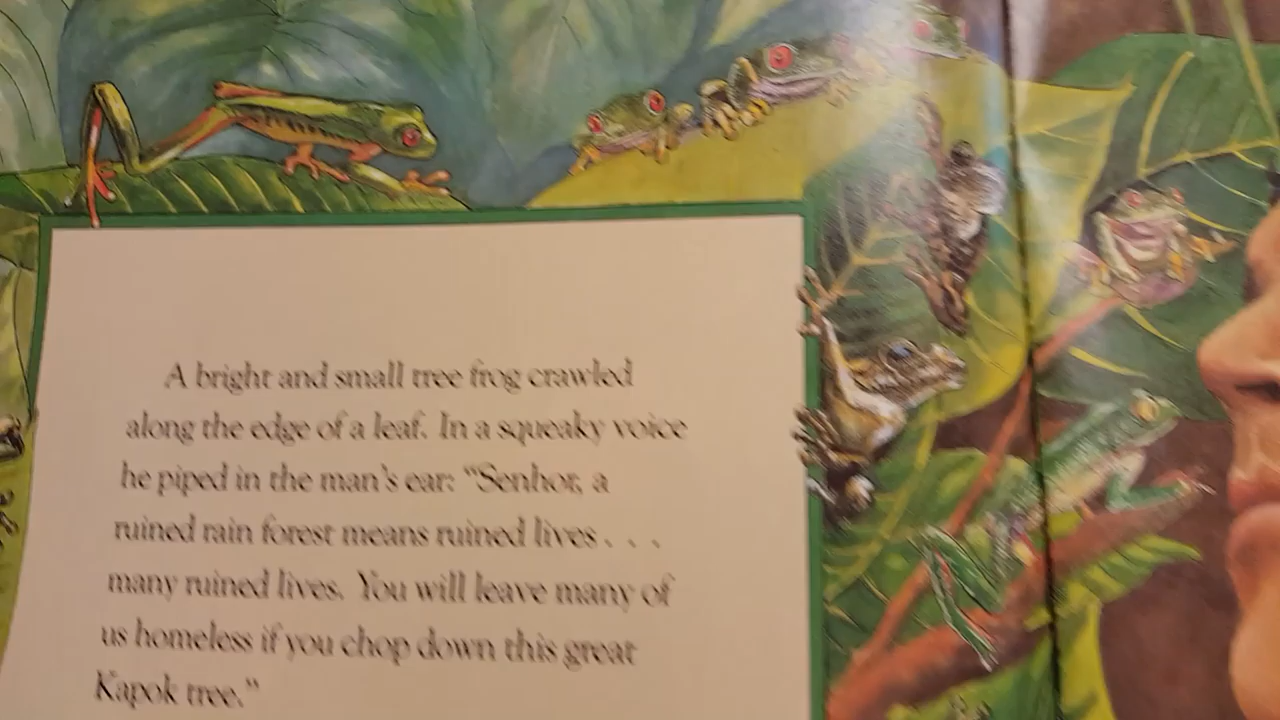 A bright and small tree frog crawled
along the edge of a leaf. In a squeaky voice
he piped in the man's ear: "Senhor, a
ruined rain forest means ruined lives . . .
many ruined lives. You will leave many of
us homeless if you chop down this great
Kapok tree."